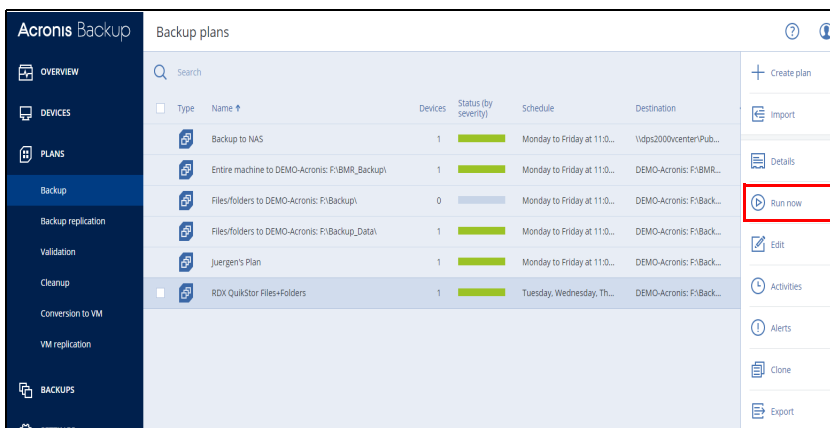 Acronis Backup
Backup plans
OVERVIEW
DEVICES
PLANS
Backup
Backup replication
Validation
Cleanup
Conversion to VM
VM replication
BACKUPS
Search
Type Name Devices Status (by severity) Schedule Destination
Backup to NAS 1 Monday to Friday at 11:0... \\dps2000vcenter\Pub...
Entire machine to DEMO-Acronis: F:\BMR_Backup\ 1 Monday to Friday at 11:0... DEMO-Acronis: F:\BMR...
Files/folders to DEMO-Acronis: F:\Backup\ 0 Monday to Friday at 11:0... DEMO-Acronis: F:\Back...
Files/folders to DEMO-Acronis: F:\Backup_Data\ 1 Monday to Friday at 11:0... DEMO-Acronis: F:\Back...
Juergen's Plan 1 Monday to Friday at 11:0... DEMO-Acronis: F:\Back...
RDX QuikStor Files+Folders 1 Tuesday, Wednesday, Th... DEMO-Acronis: F:\Back...
Create plan
Import
Details
Run now
Edit
Activities
Alerts
Clone
Export